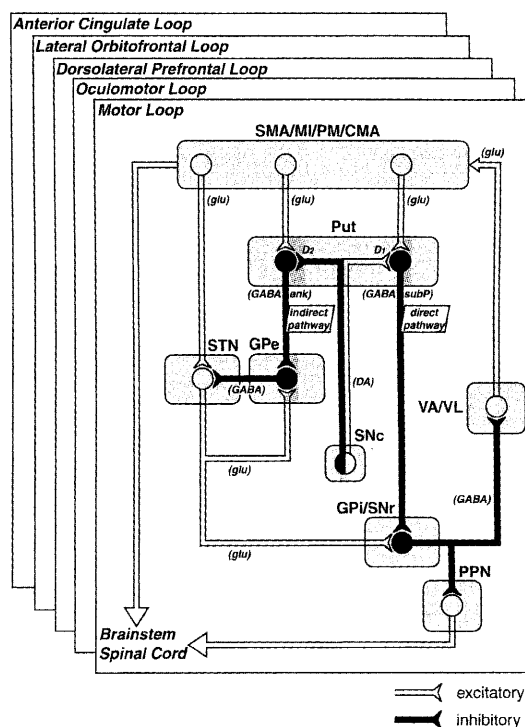 Anterior Cingulate Loop
Lateral Orbitofrontal Loop
Dorsolateral Prefrontal Loop
Oculomotor Loop
Motor Loop
SMA/MI/PM/CMA
(glu)
(glu)
(glu)
(glu)
Put
D2
D1
(GABA enk)
(GABA subP)
indirect
pathway
direct
pathway
STN
GPe
(GABA)
(DA)
VA/VL
SNc
(glu)
GPi/SNr
(GABA)
(glu)
PPN
Brainstem
Spinal Cord
excitatory
inhibitory